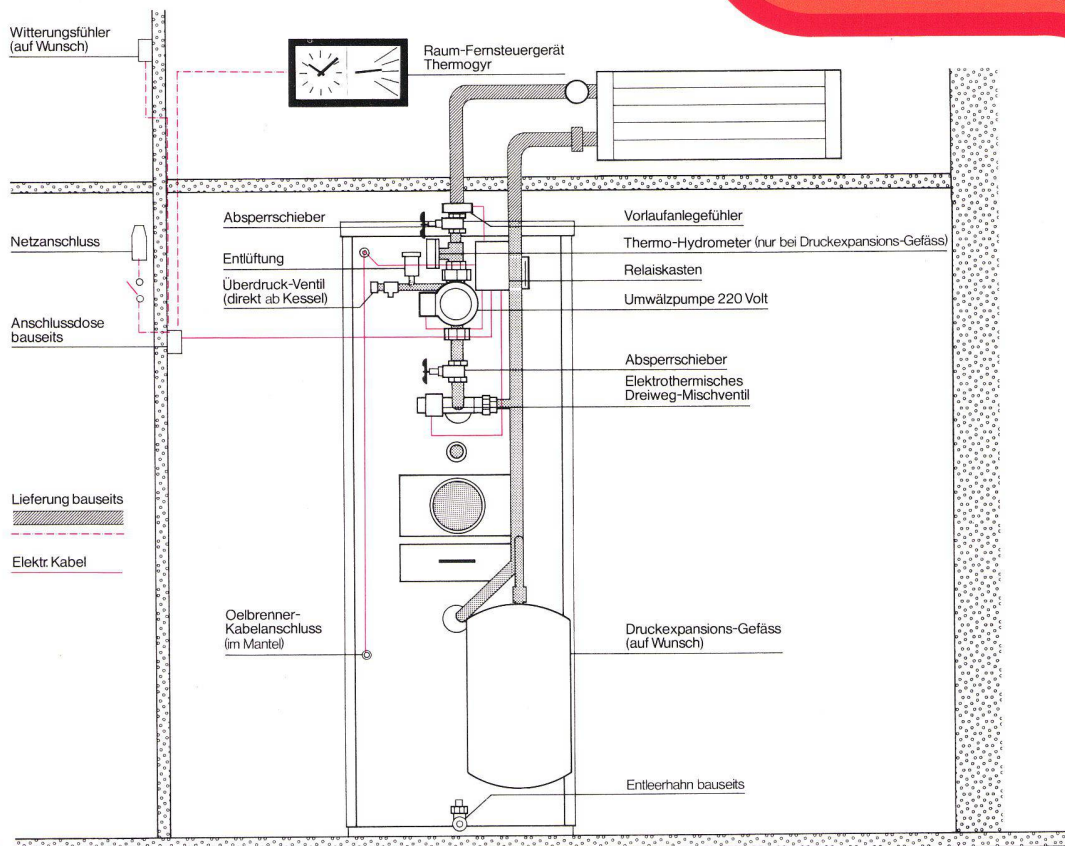 Witterungsfühler
(auf Wunsch)
Raum-Fernsteuergerät
Thermogyr
Absperrschieber
Vorlaufanlegefühler
Netzanschluss
Thermo-Hydrometer (nur bei Druckexpansions-Gefäss)
Entlüftung
Relaiskasten
Überdruck-Ventil
(direkt ab Kessel)
Umwälzpumpe 220 Volt
Anschlussdose
bauseits
Absperrschieber
Elektrothermisches
Dreiweg-Mischventil
Lieferung bauseits
Elektr. Kabel
Oelbrenner-
Kabelanschluss
(im Mantel)
Druckexpansions-Gefäss
(auf Wunsch)
Entleerhahn bauseits